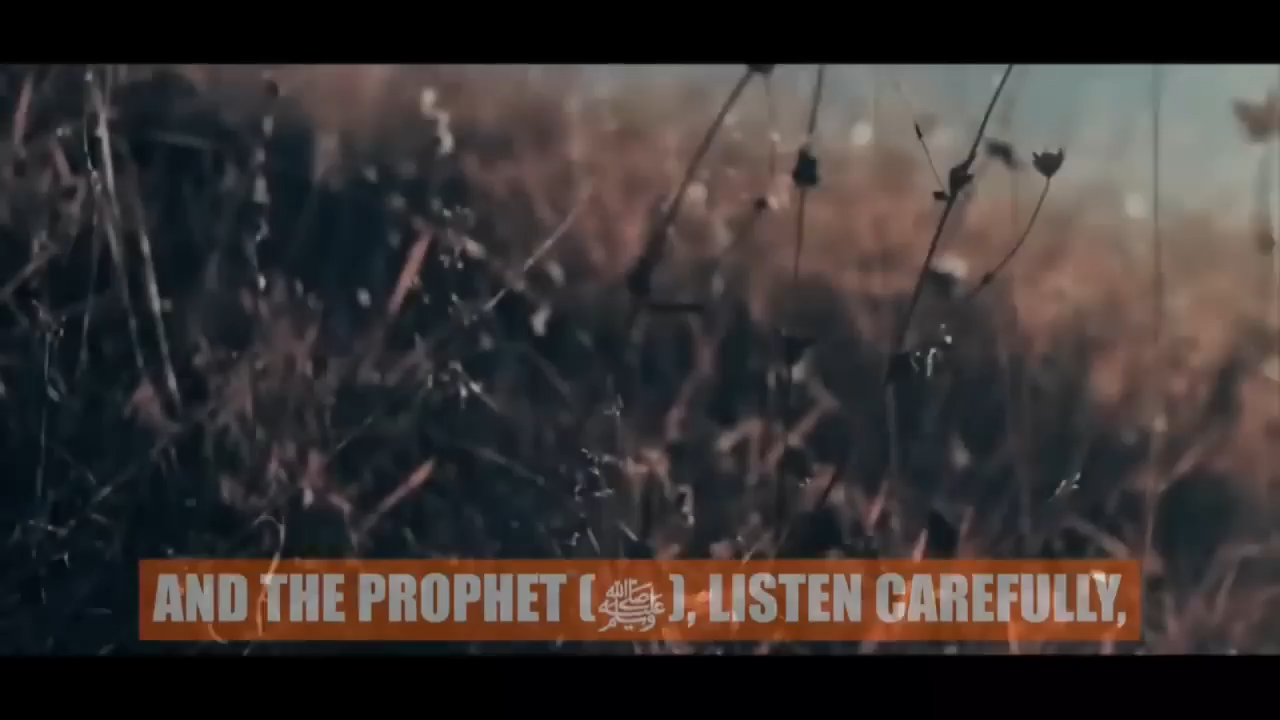 AND THE PROPHET (ﷺ), LISTEN CAREFULLY,